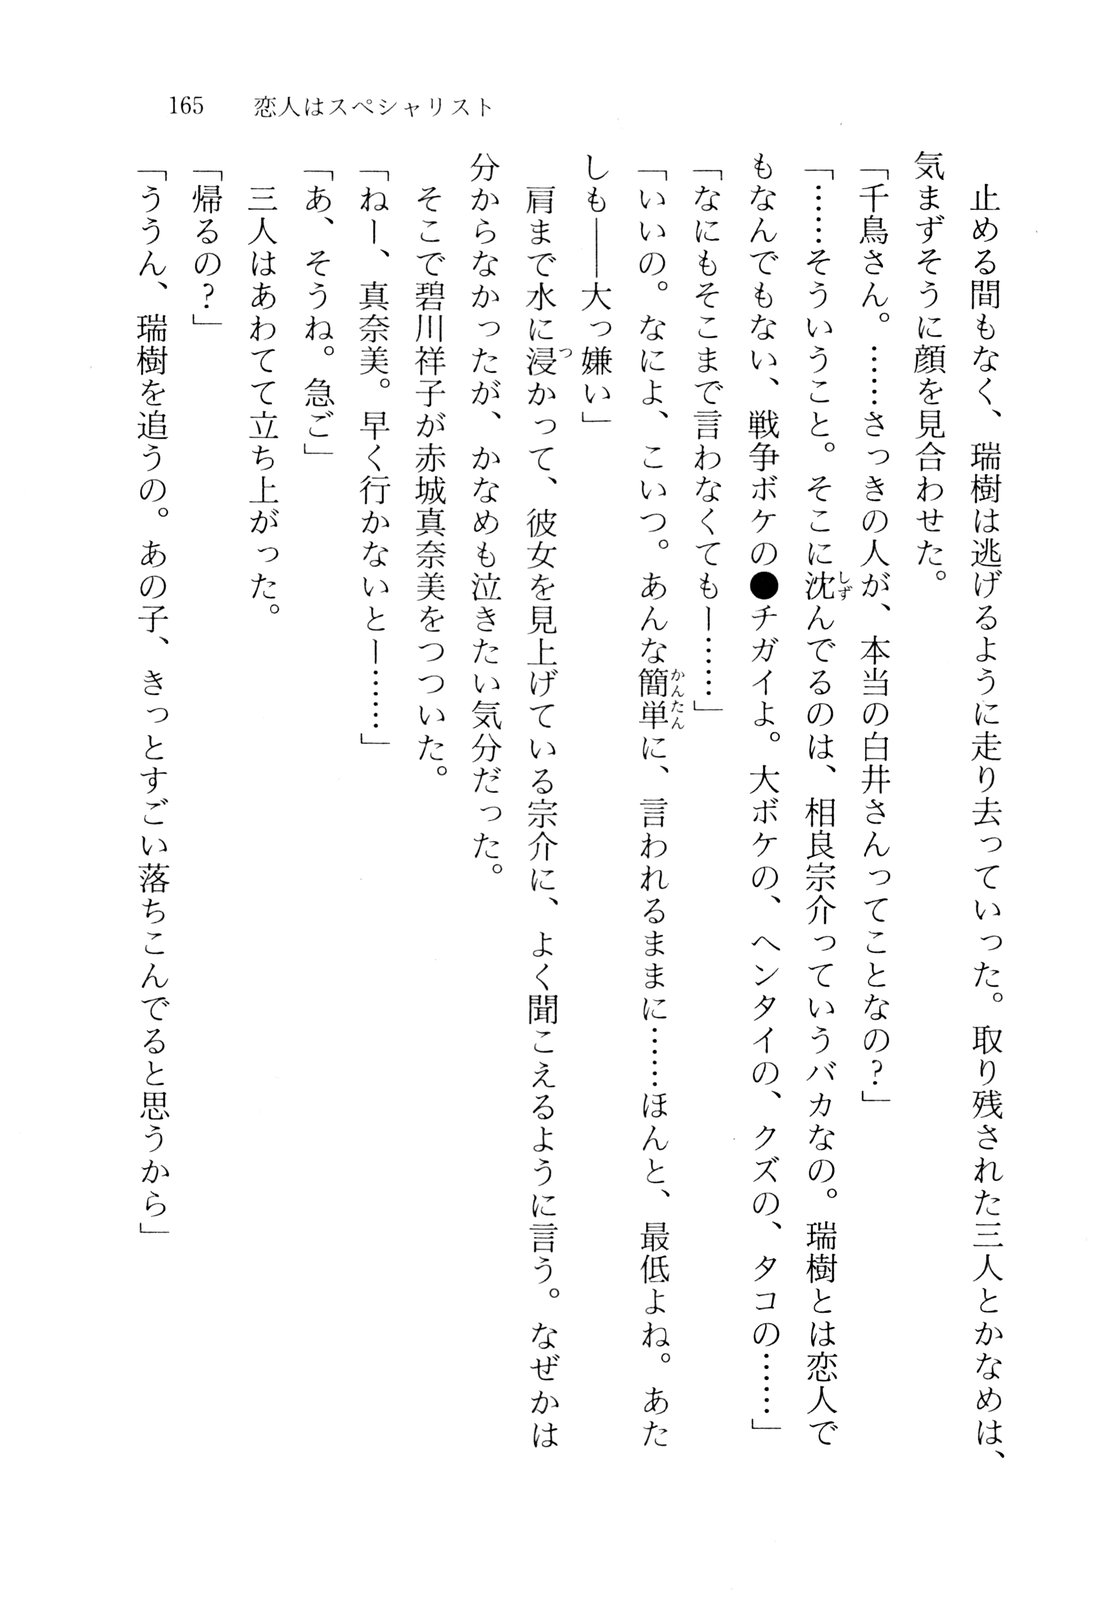 165　恋人はスペシャリスト
　止める間もなく、瑞樹は逃げるように走り去っていった。取り残された三人とかなめは、
気まずそうに顔を見合わせた。
「千鳥さん。……さっきの人が、本当の白井さんってことなの？」
「……そういうこと。そこに沈んでるのは、相良宗介っていうバカなの。瑞樹とは恋人で
もなんでもない、戦争ボケの●チガイよ。大ボケの、ヘンタイの、クズの、タコの……」
「なにもそこまで言わなくてもー……」
「いいの。なによ、こいつ。あんな簡単に、言われるままに……ほんと、最低よね。あた
しも――大っ嫌い」
　肩まで水に浸かって、彼女を見上げている宗介に、よく聞こえるように言う。なぜかは
分からなかったが、かなめも泣きたい気分だった。
　そこで碧川祥子が赤城真奈美をつついた。
「ねー、真奈美。早く行かないとー……」
「あ、そうね。急ご」
　三人はあわてて立ち上がった。
「帰るの？」
「ううん、瑞樹を追うの。あの子、きっとすごい落ちこんでると思うから」